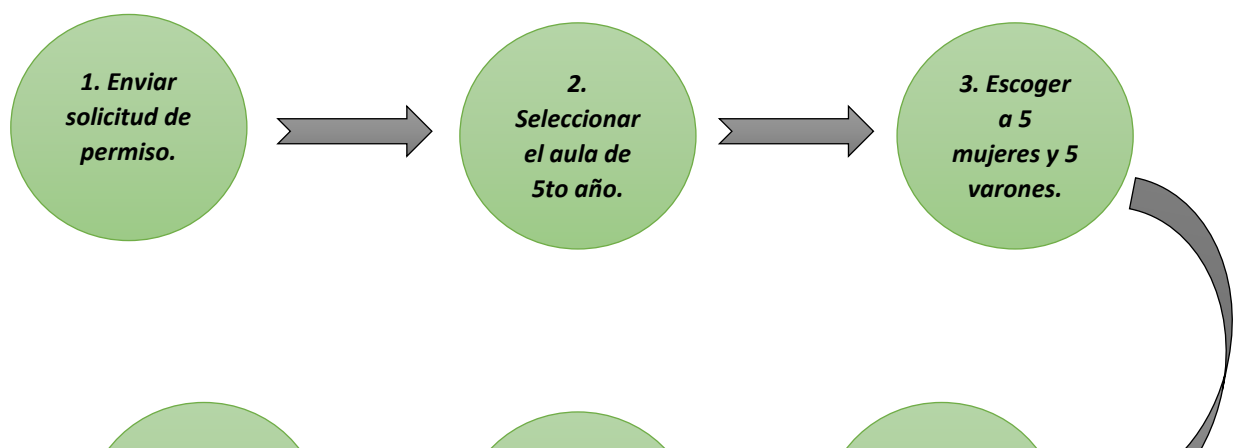 1. Enviar
solicitud de
permiso.
2.
Seleccionar
el aula de
5to año.
3. Escoger
a 5
mujeres y 5
varones.